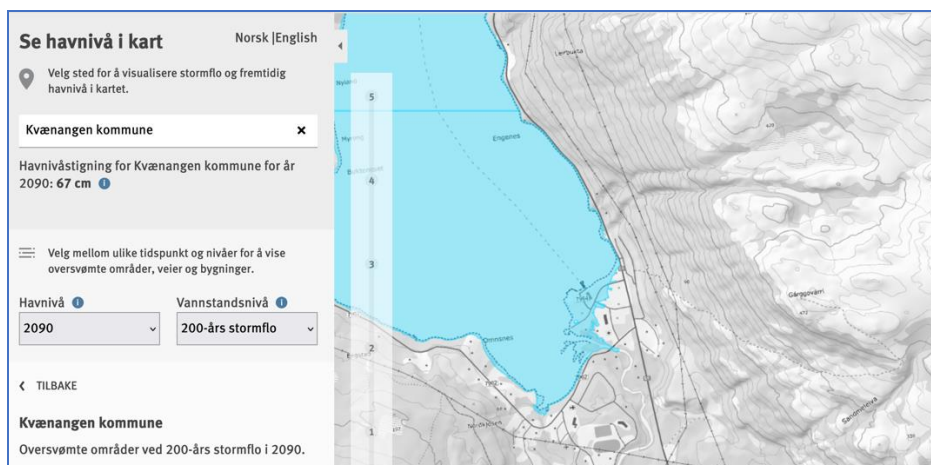 Se havnivå i kart
Norsk |English
Velg sted for å visualisere stormflo og fremtidig
havnivå i kartet.
Kvænangen kommune
Havnivåstigning for Kvænangen kommune for år
2090: 67 cm
Velg mellom ulike tidspunkt og nivåer for å vise
oversvømte områder, veier og bygninger.
Havnivå
Vannstandsnivå
2090
200-års stormflo
TILBAKE
Kvænangen kommune
Oversvømte områder ved 200-års stormflo i 2090.
5
4
3
2
1
Engsnes
Gårggovárri